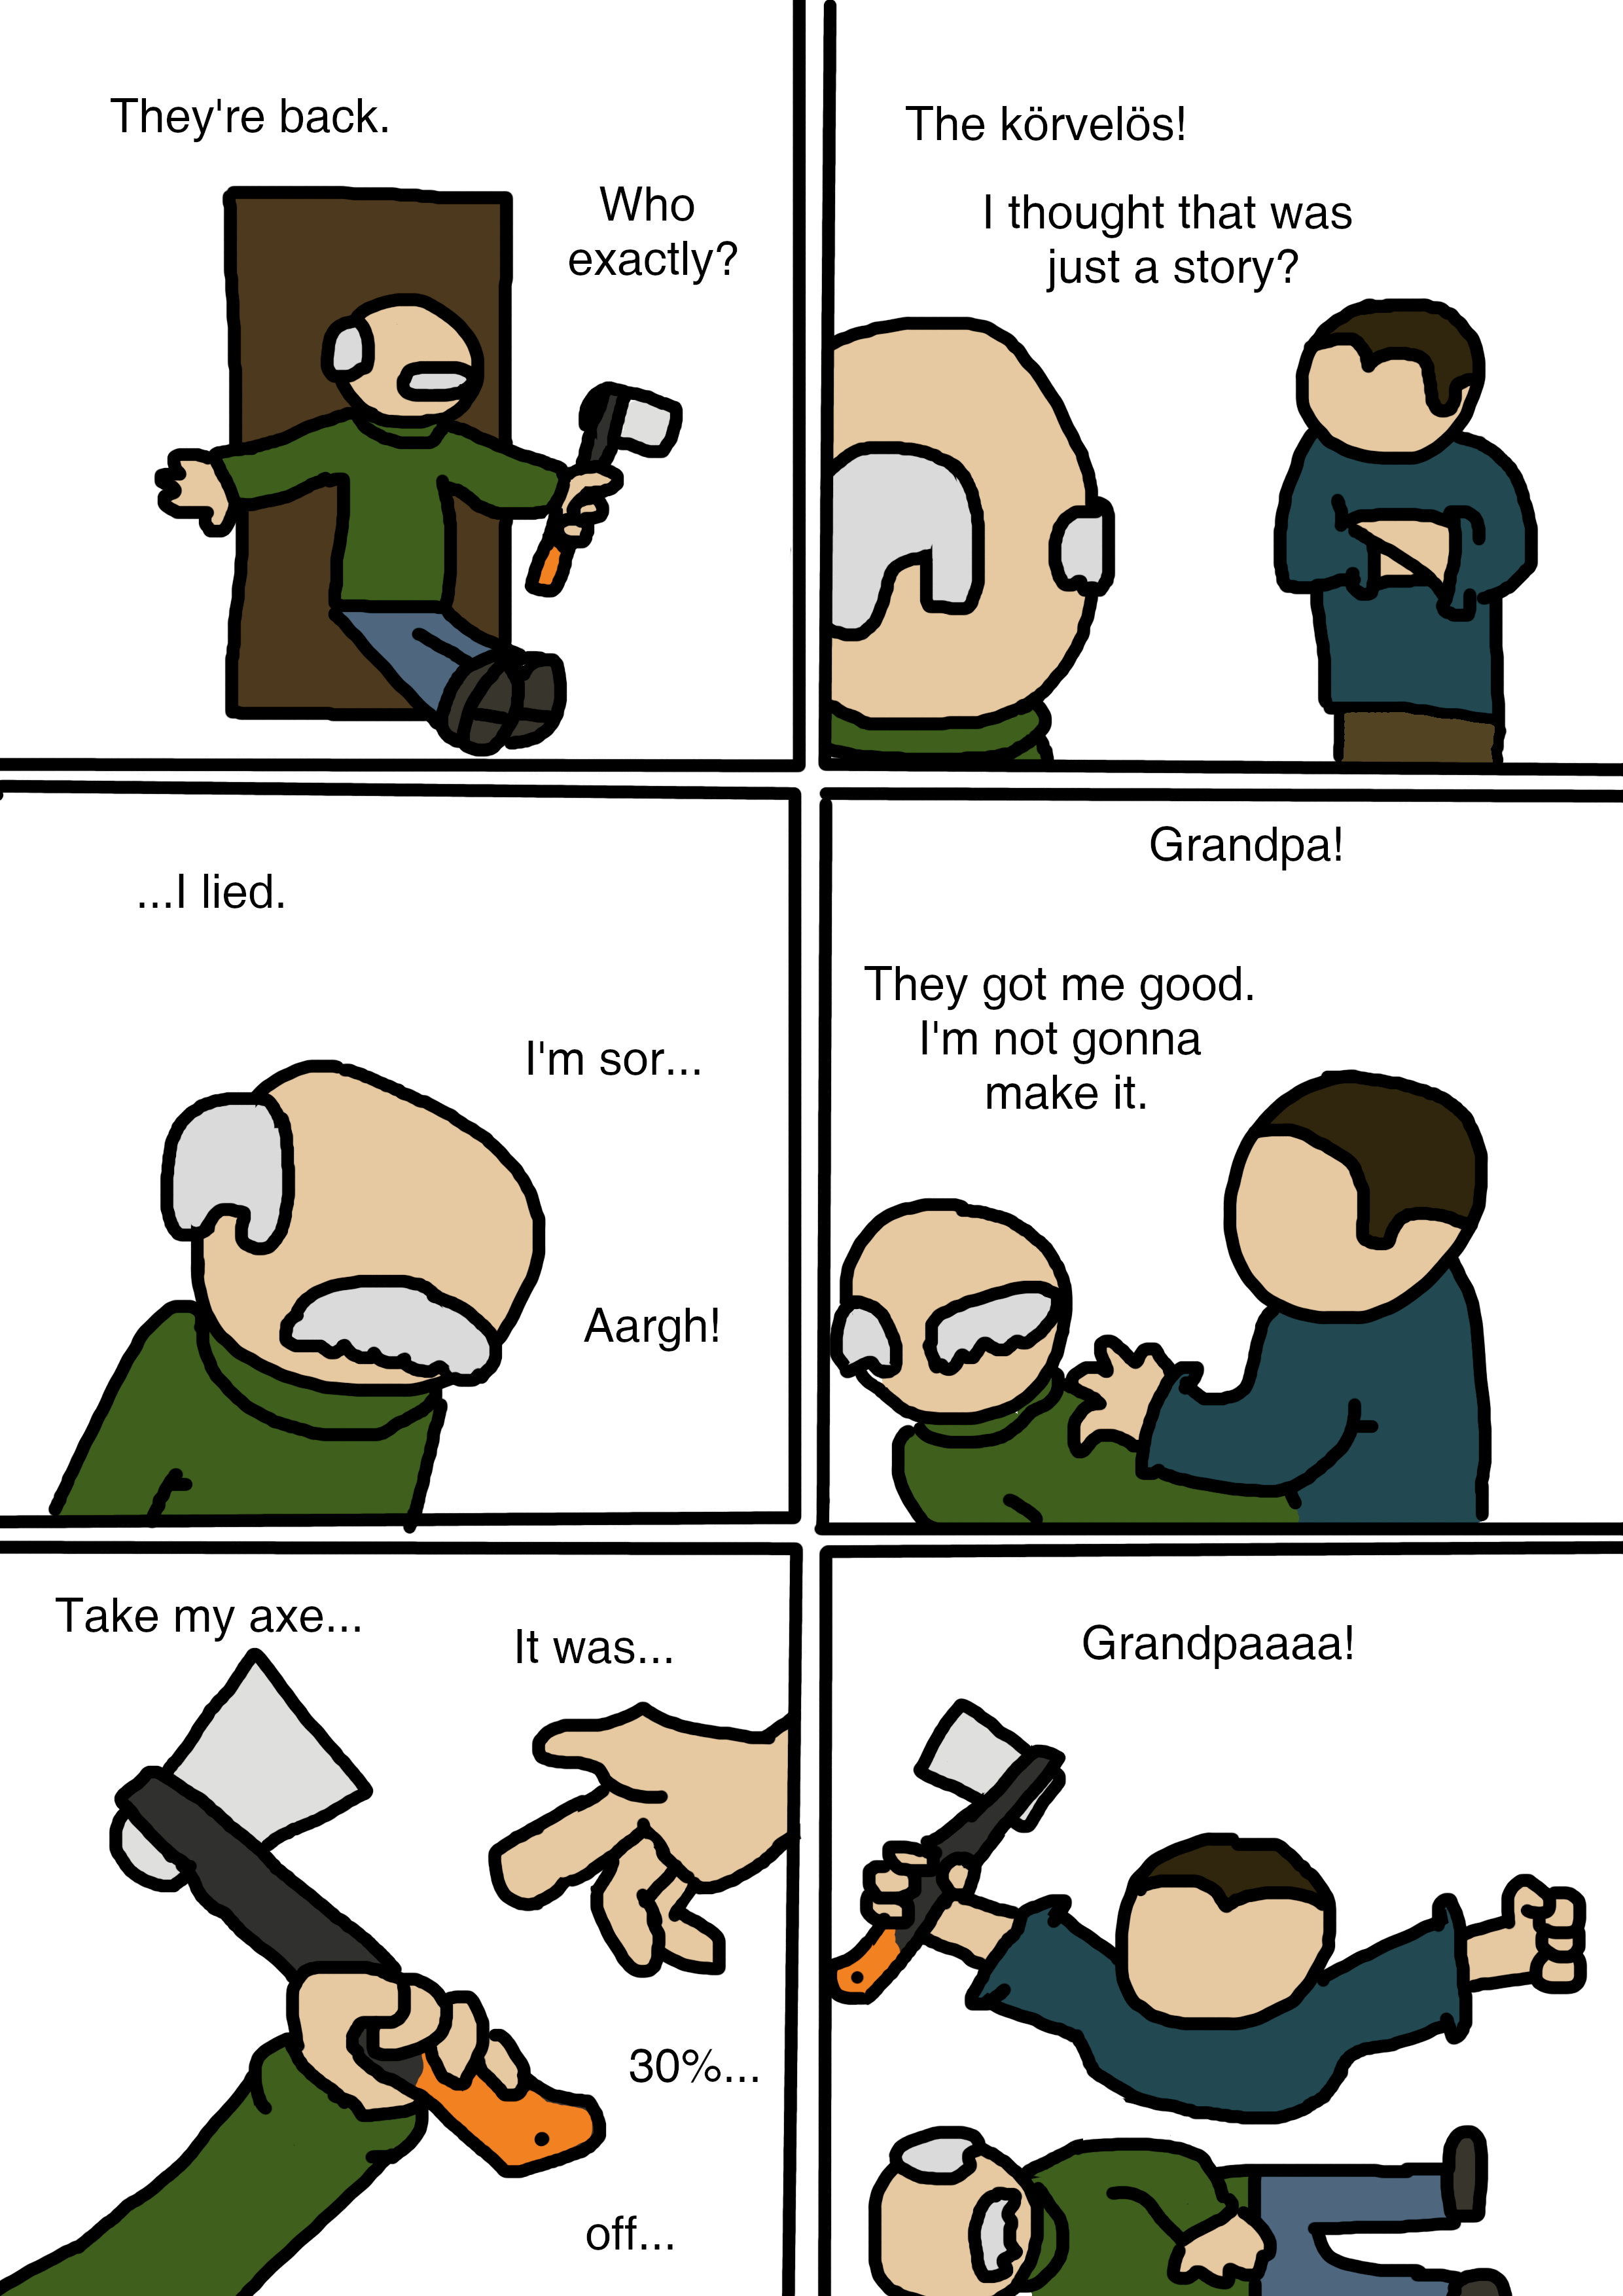 They're back.
Who
exactly?
The körvelös!
I thought that was
just a story?
...I lied.
I'm sor...
Aargh!
Grandpa!
They got me good.
I'm not gonna
make it.
Take my axe...
It was...
30%...
off...
Grandpaaaa!